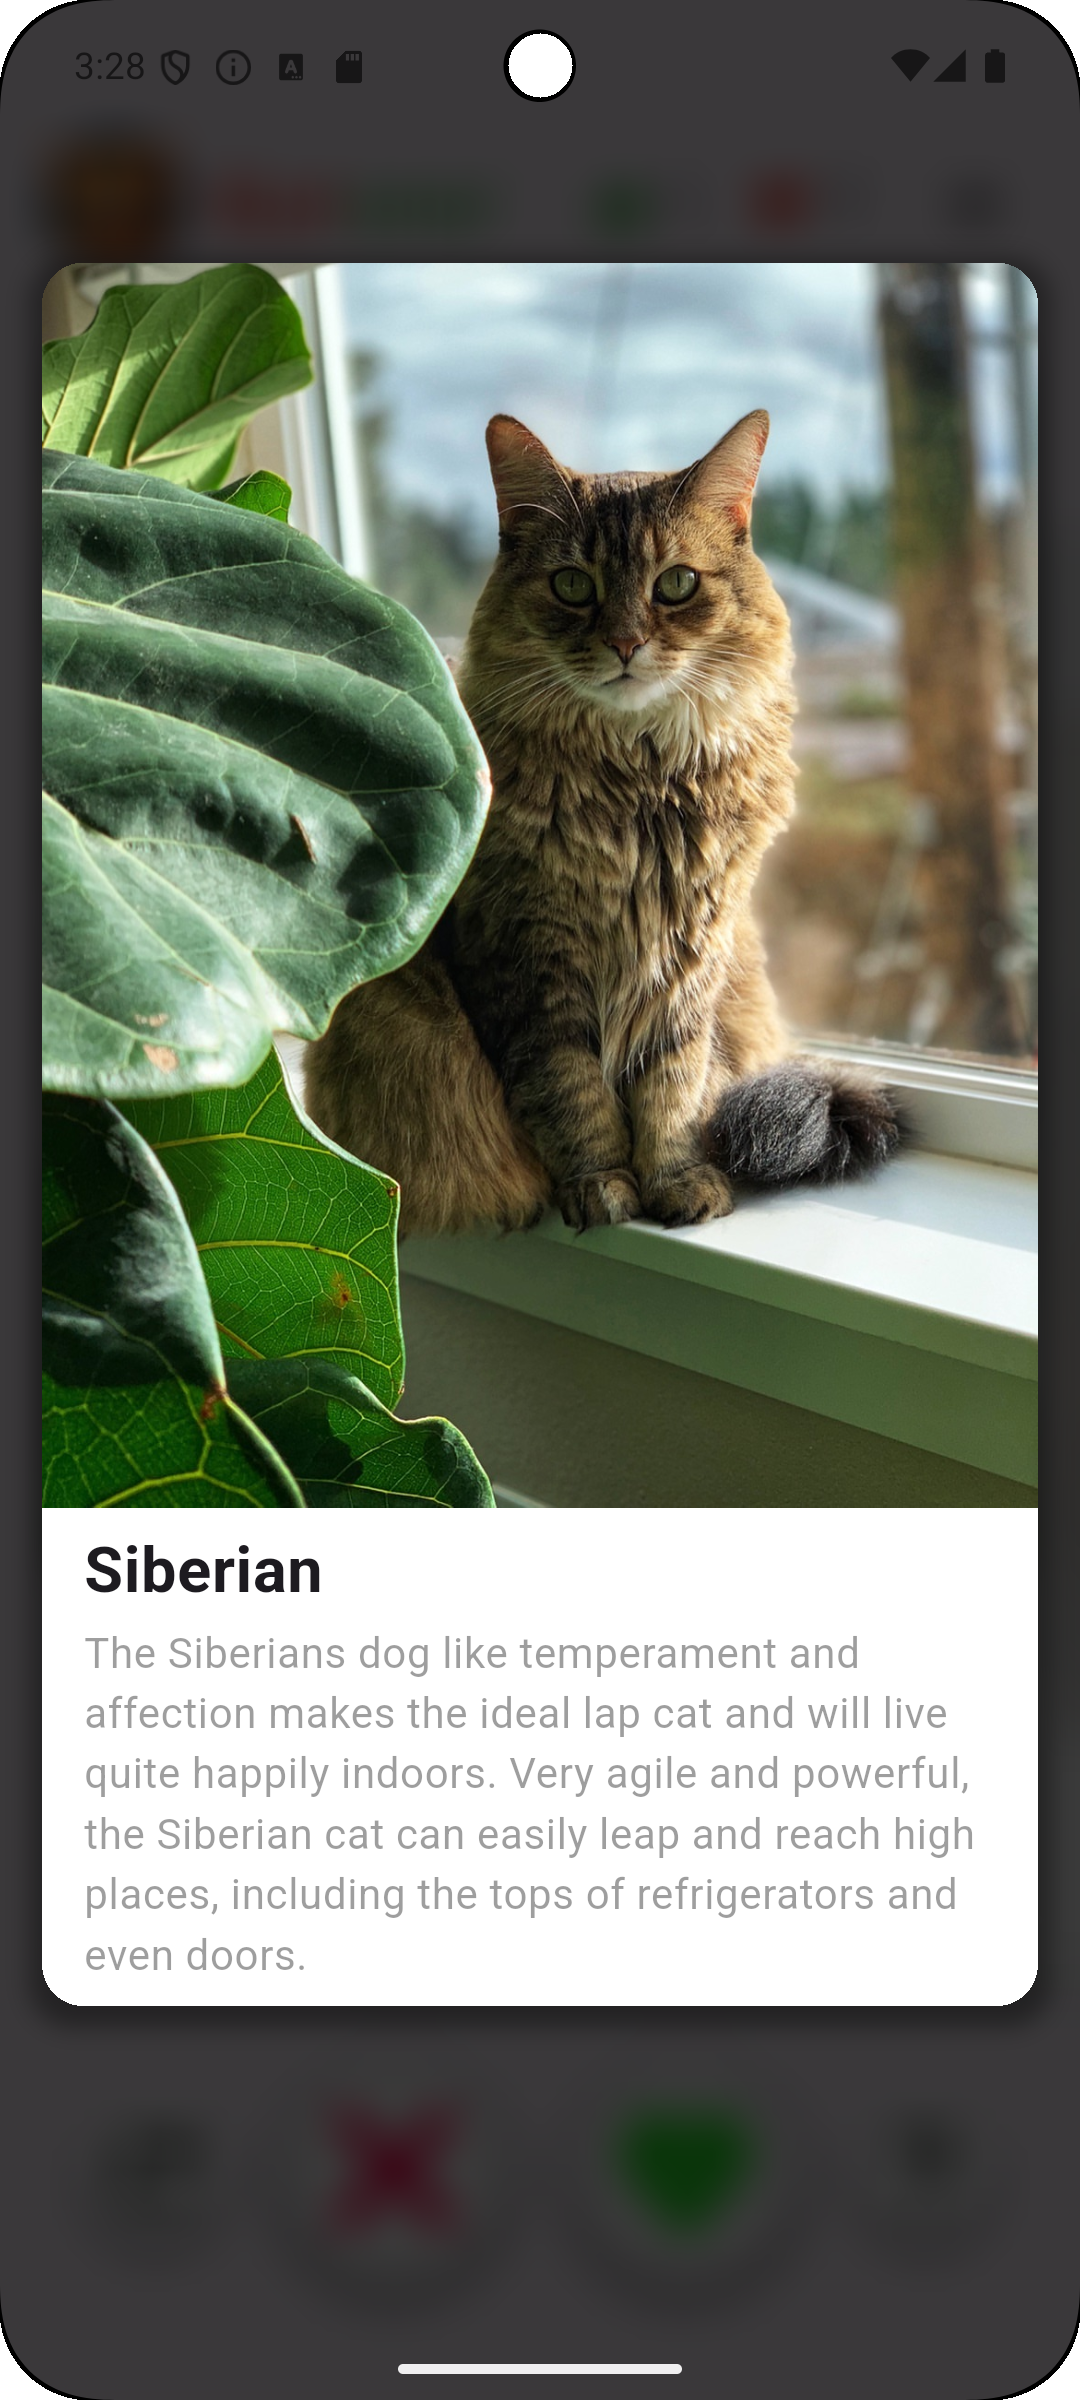 3:28
Siberian
The Siberians dog like temperament and
affection makes the ideal lap cat and will live
quite happily indoors. Very agile and powerful,
the Siberian cat can easily leap and reach high
places, including the tops of refrigerators and
even doors.